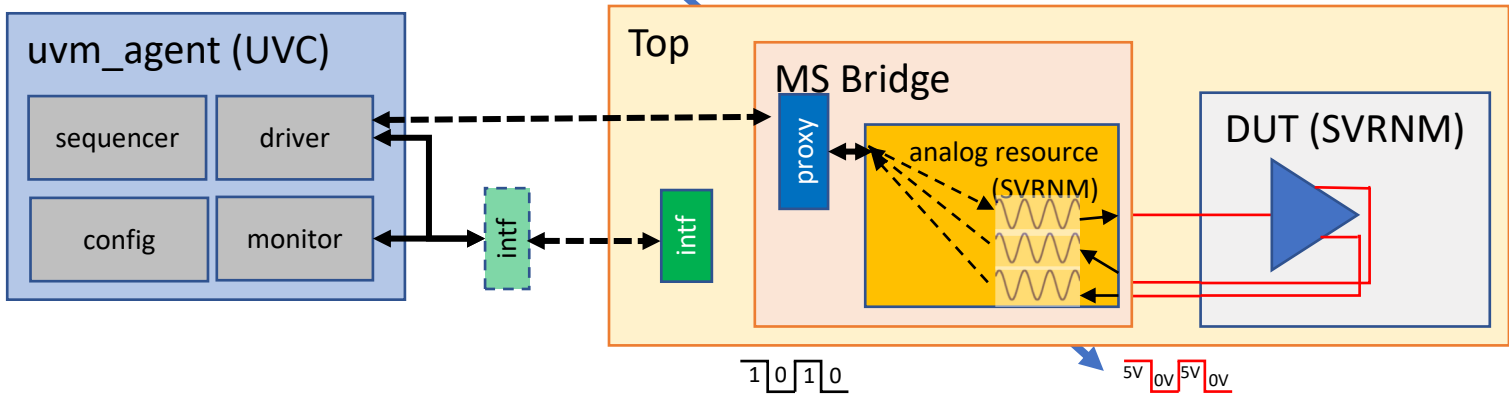 uvm_agent (UVC)
sequencer
driver
config
monitor
intf
intf
Top
MS Bridge
proxy
analog resource
(SVRNM)
DUT (SVRNM)
1 0 1 0
5V 0V 5V 0V